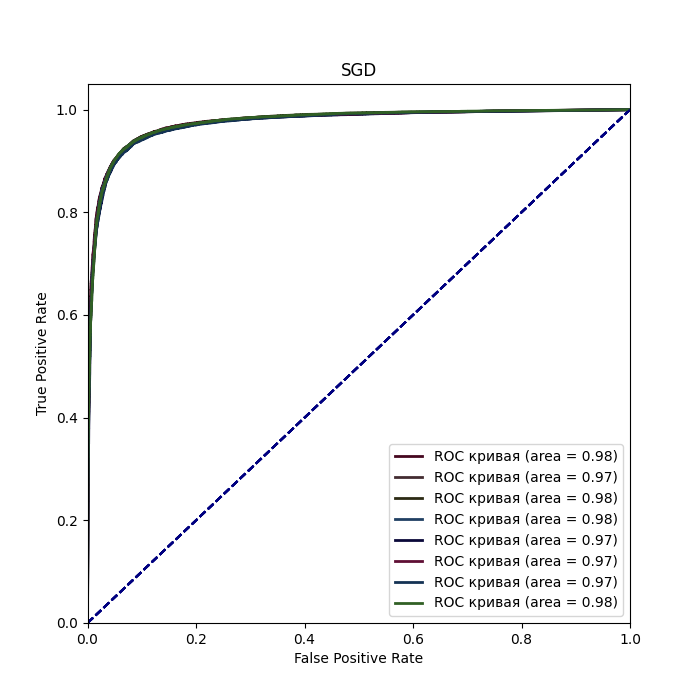 SGD
True Positive Rate
1.0
0.8
0.6
0.4
0.2
0.0
ROC кривая (area = 0.98)
ROC кривая (area = 0.97)
ROC кривая (area = 0.98)
ROC кривая (area = 0.98)
ROC кривая (area = 0.97)
ROC кривая (area = 0.97)
ROC кривая (area = 0.97)
ROC кривая (area = 0.98)
0.0 0.2 0.4 0.6 0.8 1.0
False Positive Rate